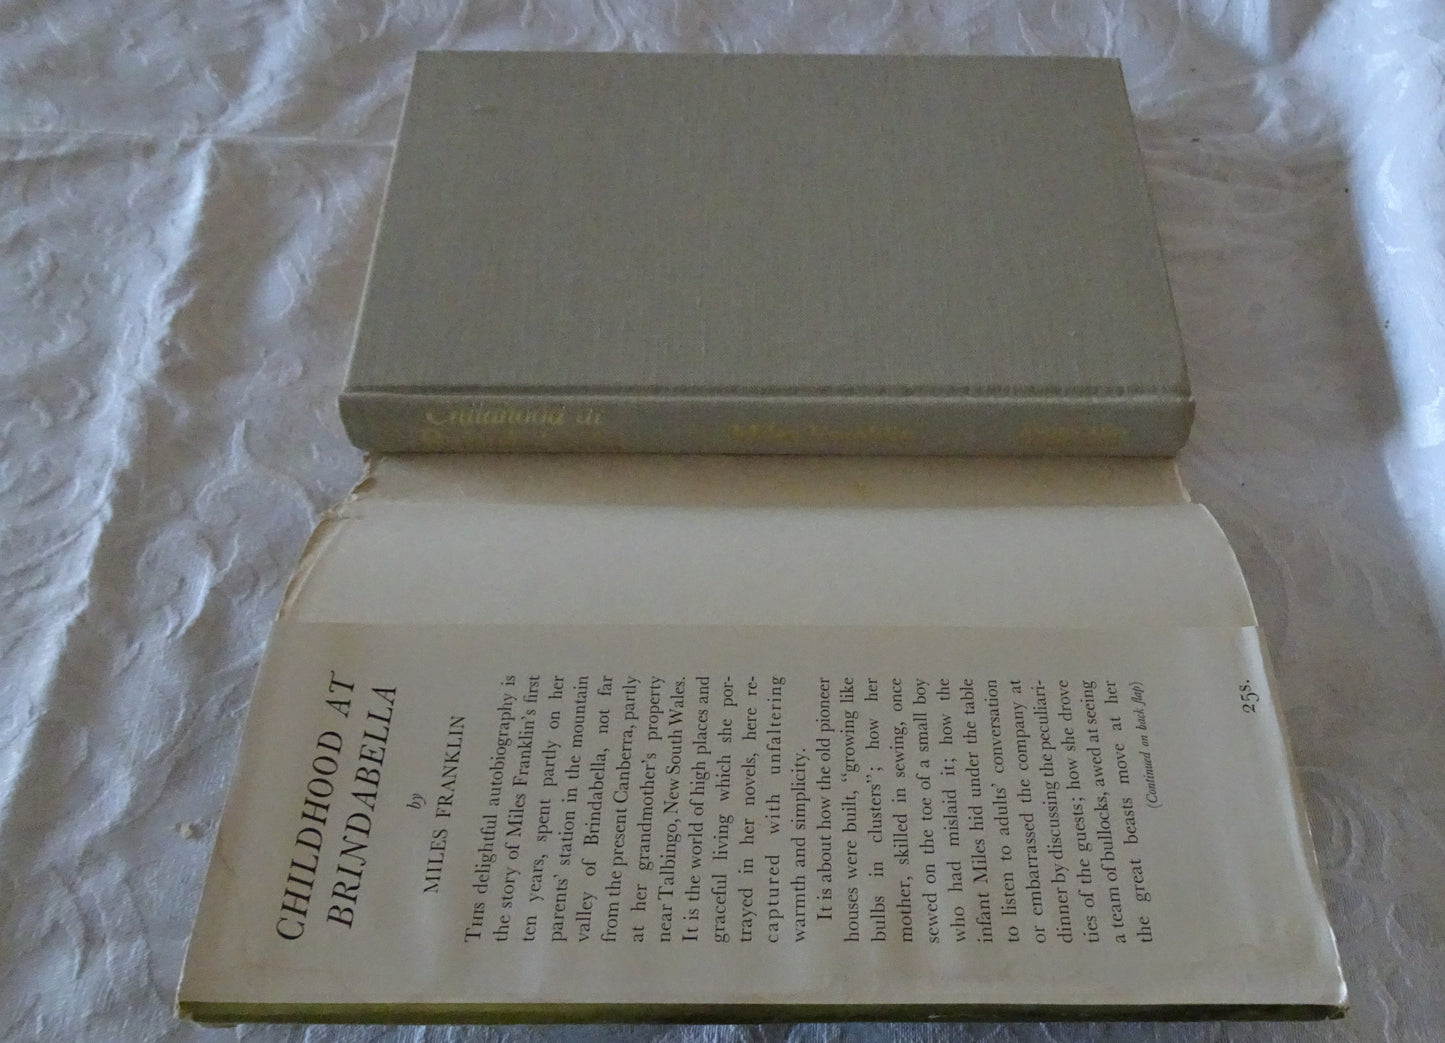 Childhood at
CHILDHOOD AT
BRINDABELLA
by
MILES FRANKLIN
THIS delightful autobiography is
the story of Miles Franklin's first
ten years, spent partly on her
parents' station in the mountain
valley of Brindabella, not far
from the present Canberra, partly
at her grandmother's property
near Talbingo, New South Wales.
It is the world of high places and
graceful living which she por-
trayed in her novels, here re-
captured with unfaltering
warmth and simplicity.
It is about how the old pioneer
houses were built, "growing like
bulbs in clusters"; how her
mother, skilled in sewing, once
sewed on the toe of a small boy
who had mislaid it; how the
infant Miles hid under the table
to listen to adults' conversation
or embarrassed the company at
dinner by discussing the peculiari-
ties of the guests; how she drove
a team of bullocks, awed at seeing
the great beasts move at her
(Continued on back flap)
25s.